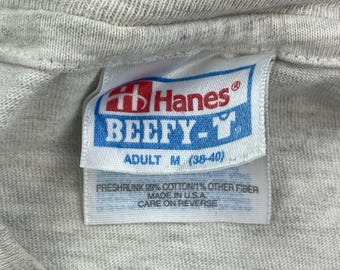 Hanes®
BEEFY-T®
ADULT M (38-40)
PRESHRUNK 99% COTTON/1% OTHER FIBER
MADE IN U.S.A.
CARE ON REVERSE